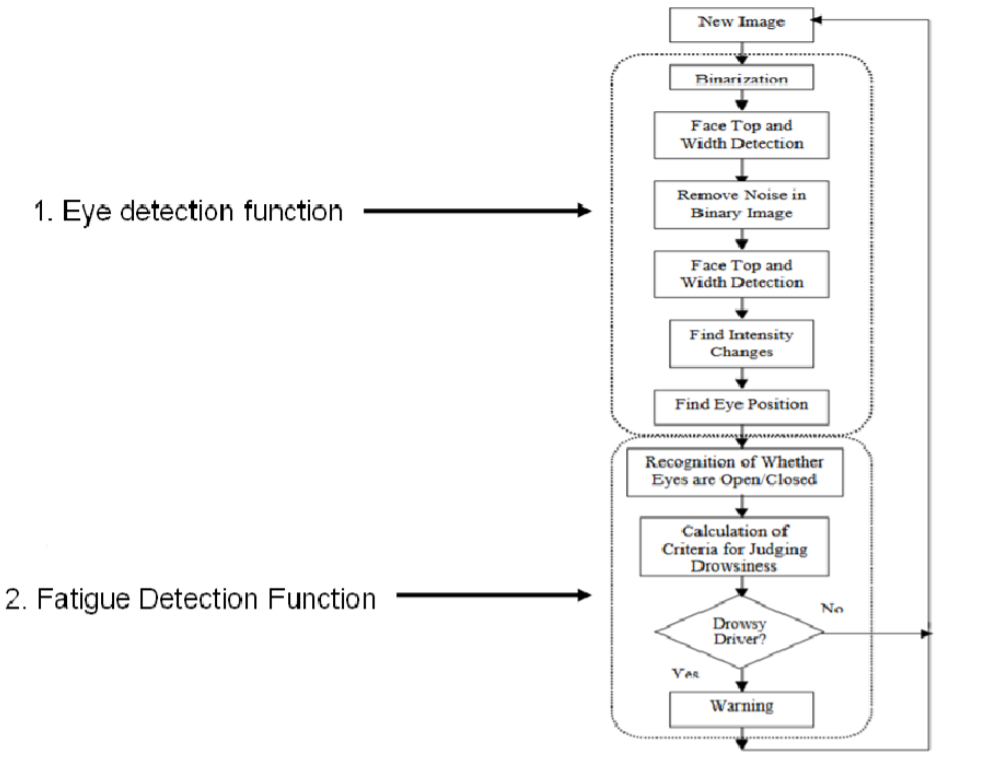 New Image
Binarization
Face Top and
Width Detection
1. Eye detection function
Remove Noise in
Binary Image
Face Top and
Width Detection
Find Intensity
Changes
Find Eye Position
Recognition of Whether
Eyes are Open/Closed
Calculation of
Criteria for Judging
Drowsiness
2. Fatigue Detection Function
No
Drowsy
Driver?
Yes
Warning